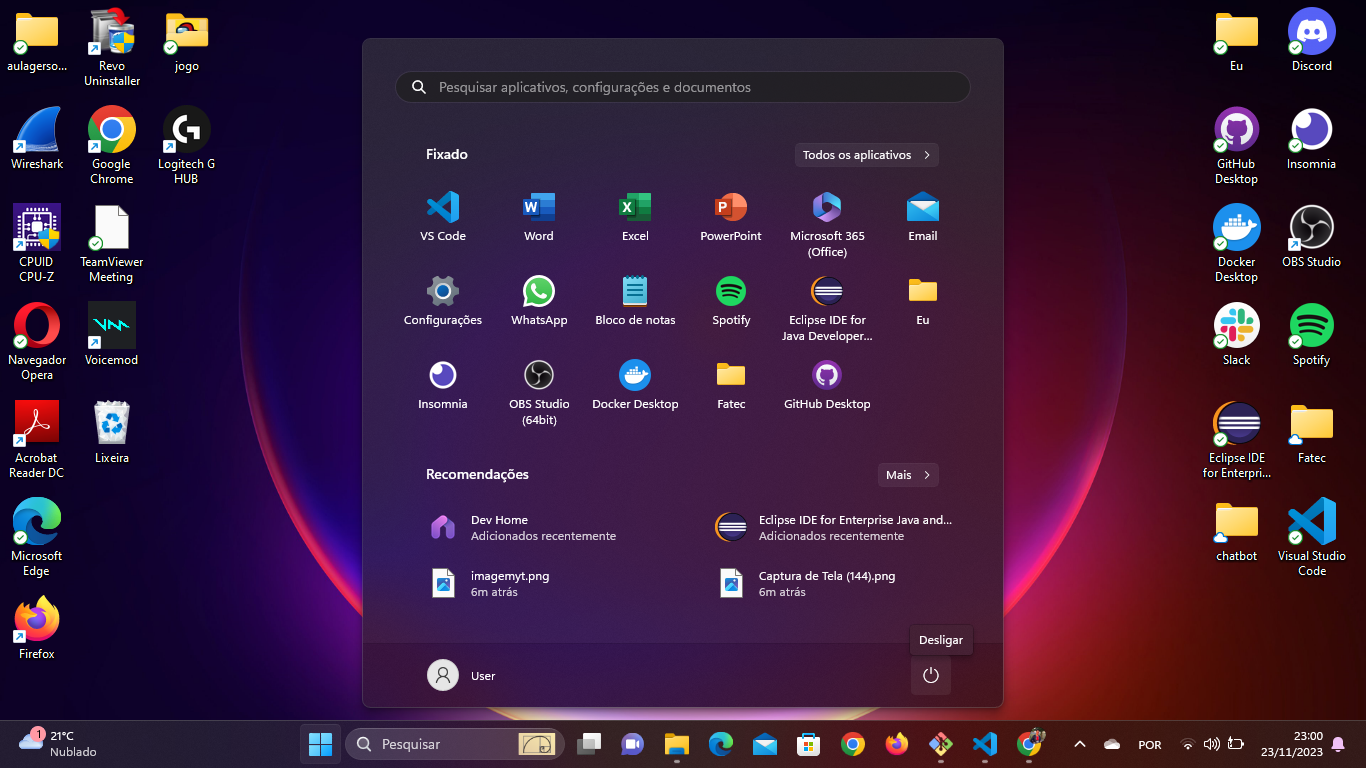 aulagerso...
Revo
Uninstaller
jogo
Wireshark
Google
Chrome
Logitech G
HUB
CPUID
CPU-Z
TeamViewer
Meeting
Navegador
Opera
Voicemod
Acrobat
Reader DC
Lixeira
Microsoft
Edge
Firefox
Pesquisar aplicativos, configurações e documentos
Fixado
Todos os aplicativos
VS Code
Word
Excel
PowerPoint
Microsoft 365
(Office)
Email
Configurações
WhatsApp
Bloco de notas
Spotify
Eclipse IDE for
Java Developer...
Eu
Insomnia
OBS Studio
(64bit)
Docker Desktop
Fatec
GitHub Desktop
Recomendações
Mais
Dev Home
Adicionados recentemente
Eclipse IDE for Enterprise Java and...
Adicionados recentemente
imagemyt.png
6m atrás
Captura de Tela (144).png
6m atrás
Desligar
User
Eu
Discord
GitHub
Desktop
Insomnia
Docker
Desktop
OBS Studio
Slack
Spotify
Eclipse IDE
for Enterpri...
Fatec
chatbot
Visual Studio
Code
1
21°C
Nublado
Pesquisar
POR
23:00
23/11/2023